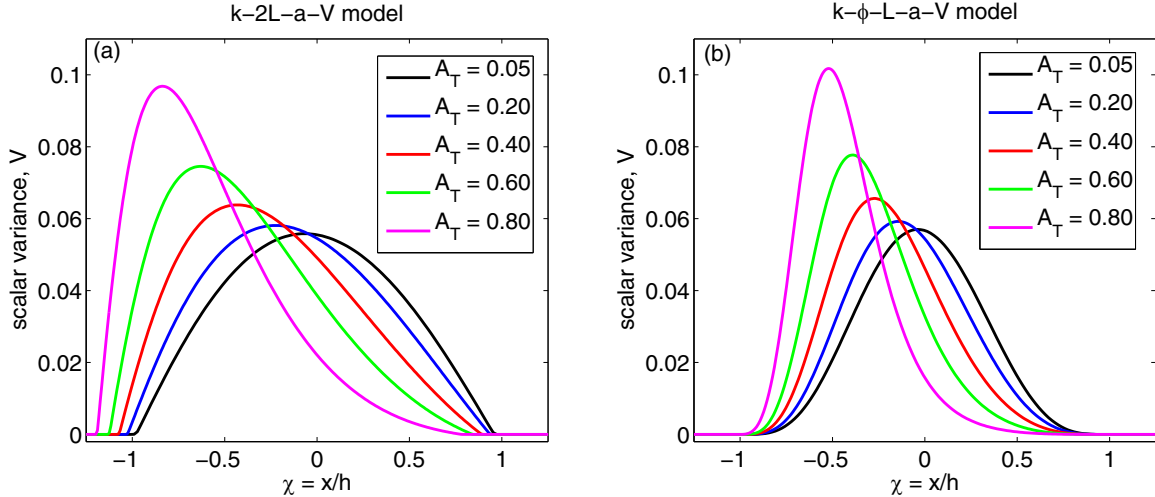 k-2L-a-V model
(a)
A_T = 0.05
A_T = 0.20
A_T = 0.40
A_T = 0.60
A_T = 0.80
scalar variance, V
0.1
0.08
0.06
0.04
0.02
0
−1
−0.5
0
0.5
1
χ = x/h
k-ϕ-L-a-V model
(b)
A_T = 0.05
A_T = 0.20
A_T = 0.40
A_T = 0.60
A_T = 0.80
scalar variance, V
0.1
0.08
0.06
0.04
0.02
0
−1
−0.5
0
0.5
1
χ = x/h